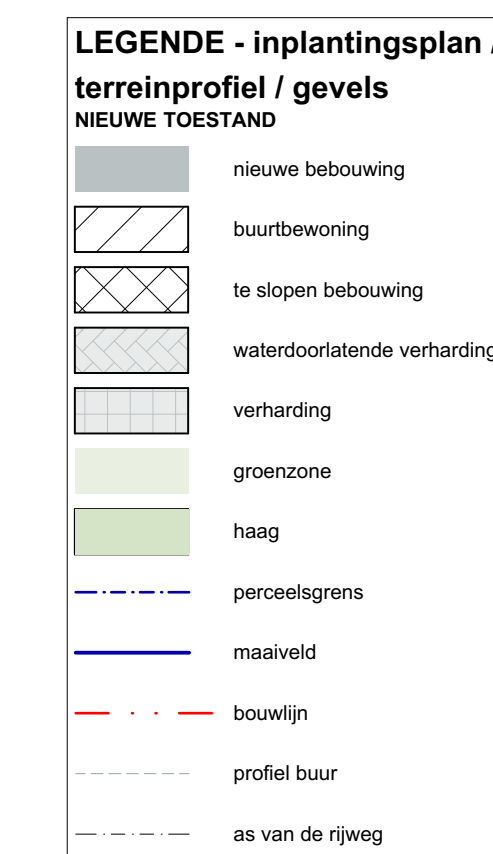 LEGENDE - inplantingsplan /
terreinprofiel / gevels
NIEUWE TOESTAND
nieuwe bebouwing
buurtbewoning
te slopen bebouwing
waterdoorlatende verharding
verharding
groenzone
haag
perceelsgrens
maaiveld
bouwlijn
profiel buur
as van de rijweg